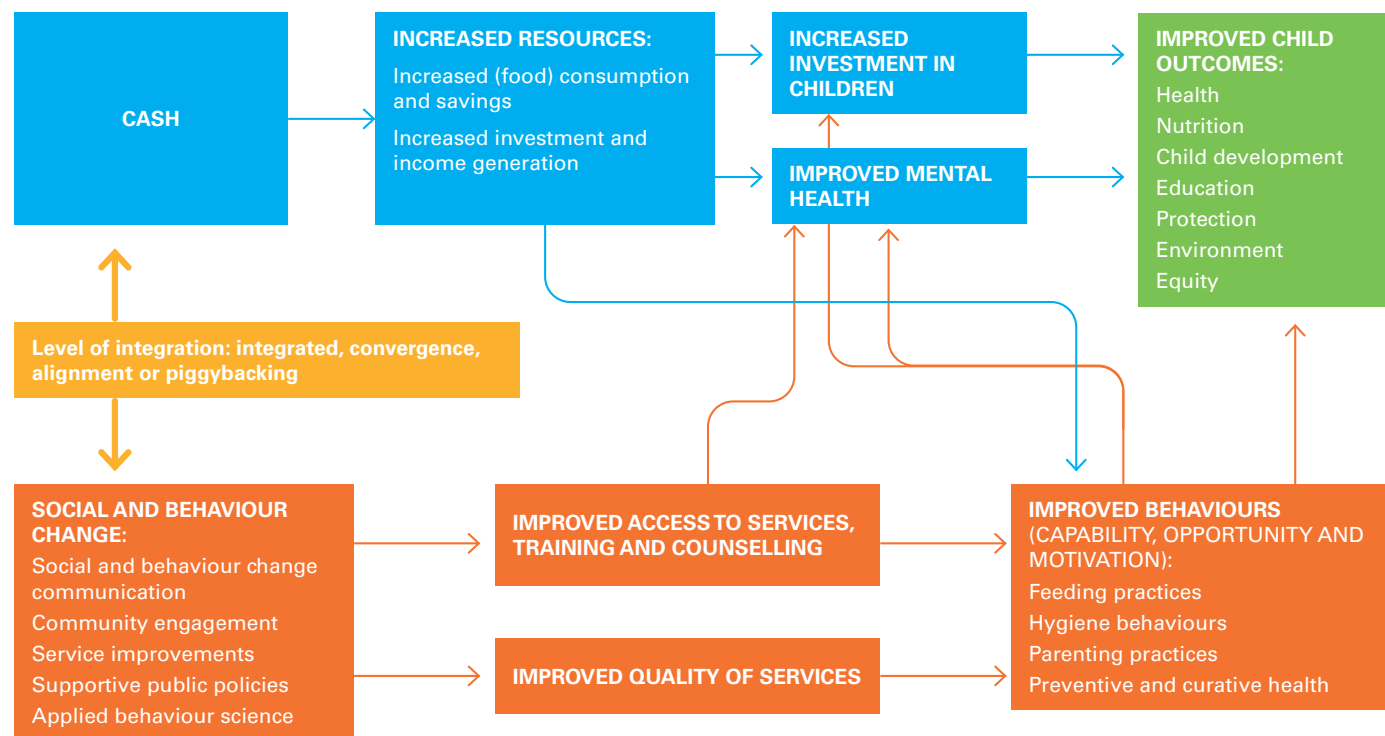 CASH
INCREASED RESOURCES:
Increased (food) consumption
and savings
Increased investment and
income generation
INCREASED
INVESTMENT IN
CHILDREN
IMPROVED MENTAL
HEALTH
IMPROVED CHILD
OUTCOMES:
Health
Nutrition
Child development
Education
Protection
Environment
Equity
Level of integration: integrated, convergence,
alignment or piggybacking
SOCIAL AND BEHAVIOUR
CHANGE:
Social and behaviour change
communication
Community engagement
Service improvements
Supportive public policies
Applied behaviour science
IMPROVED ACCESS TO SERVICES,
TRAINING AND COUNSELLING
IMPROVED QUALITY OF SERVICES
IMPROVED BEHAVIOURS
(CAPABILITY, OPPORTUNITY AND
MOTIVATION):
Feeding practices
Hygiene behaviours
Parenting practices
Preventive and curative health